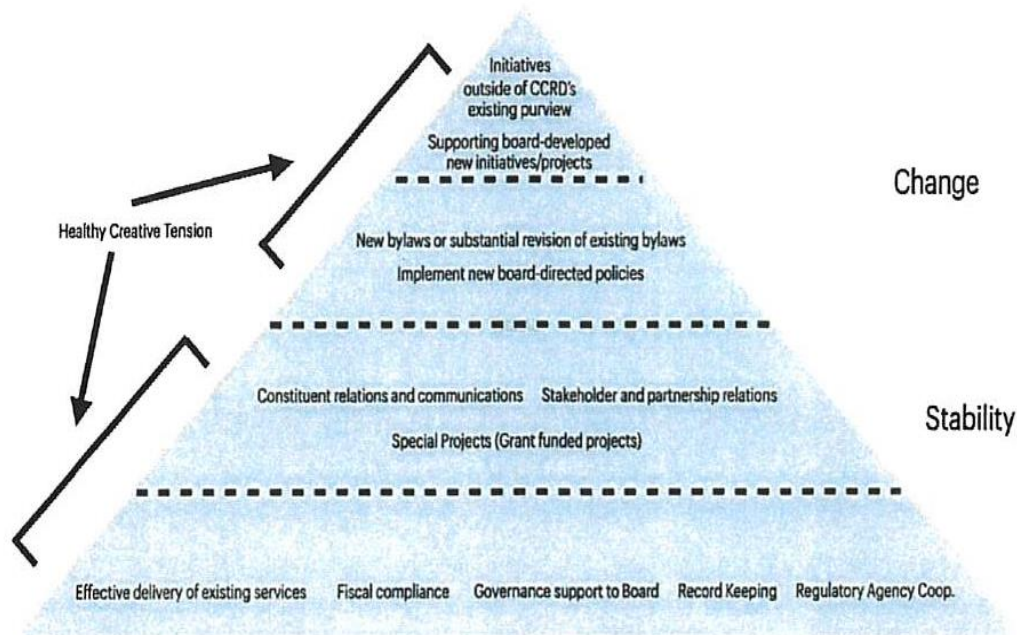 Initiatives
outside of CCRD's
existing purview
Supporting board-developed
new initiatives/projects
Change
Healthy Creative Tension
New bylaws or substantial revision of existing bylaws
Implement new board-directed policies
Constituent relations and communications Stakeholder and partnership relations
Stability
Special Projects (Grant funded projects)
Effective delivery of existing services Fiscal compliance Governance support to Board Record Keeping Regulatory Agency Coop.